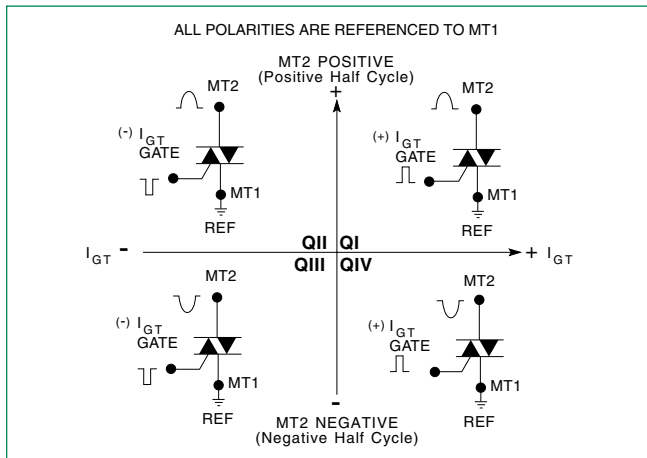 ALL POLARITIES ARE REFERENCED TO MT1
MT2 POSITIVE
(Positive Half Cycle)
+
MT2
(-) IGT
GATE
MT1
REF
MT2
(+) IGT
GATE
MT1
REF
IGT -
QII QI
QIII QIV
+ IGT
MT2
(-) IGT
GATE
MT1
REF
MT2
(+) IGT
GATE
MT1
REF
-
MT2 NEGATIVE
(Negative Half Cycle)